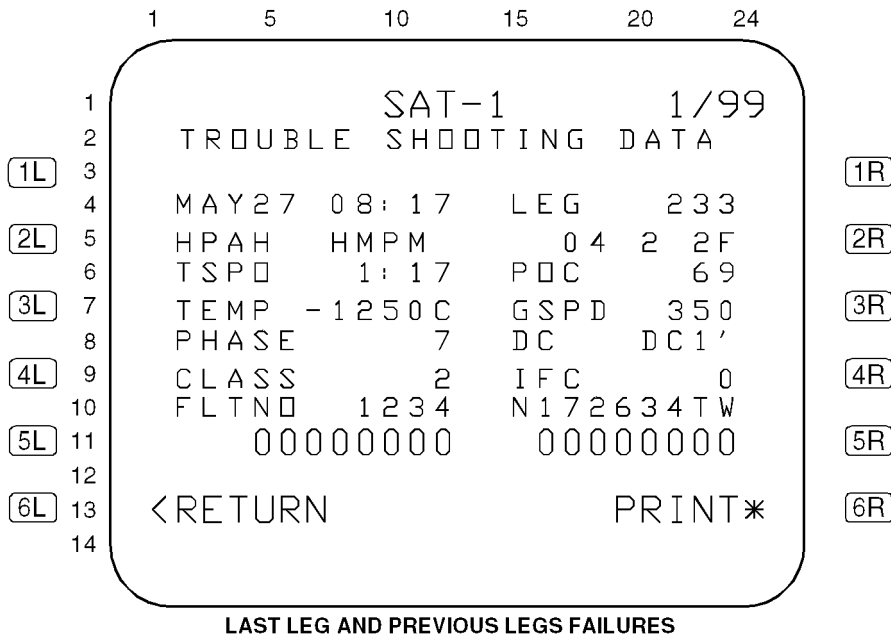 1 5 10 15 20 24
1 SAT-1 1/99
2 TROUBLE SHOOTING DATA
1L 3 1R
4 MAY27 08:17 LEG 233
2L 5 HPAH HMPM 04 2 2F 2R
6 TSPO 1:17 POC 69
3L 7 TEMP -1250C GSPD 350 3R
8 PHASE 7 DC DC1'
4L 9 CLASS 2 IFC 0 4R
10 FLTNO 1234 N172634TW
5L 11 00000000 00000000 5R
12
6L 13 <RETURN PRINT* 6R
14
LAST LEG AND PREVIOUS LEGS FAILURES